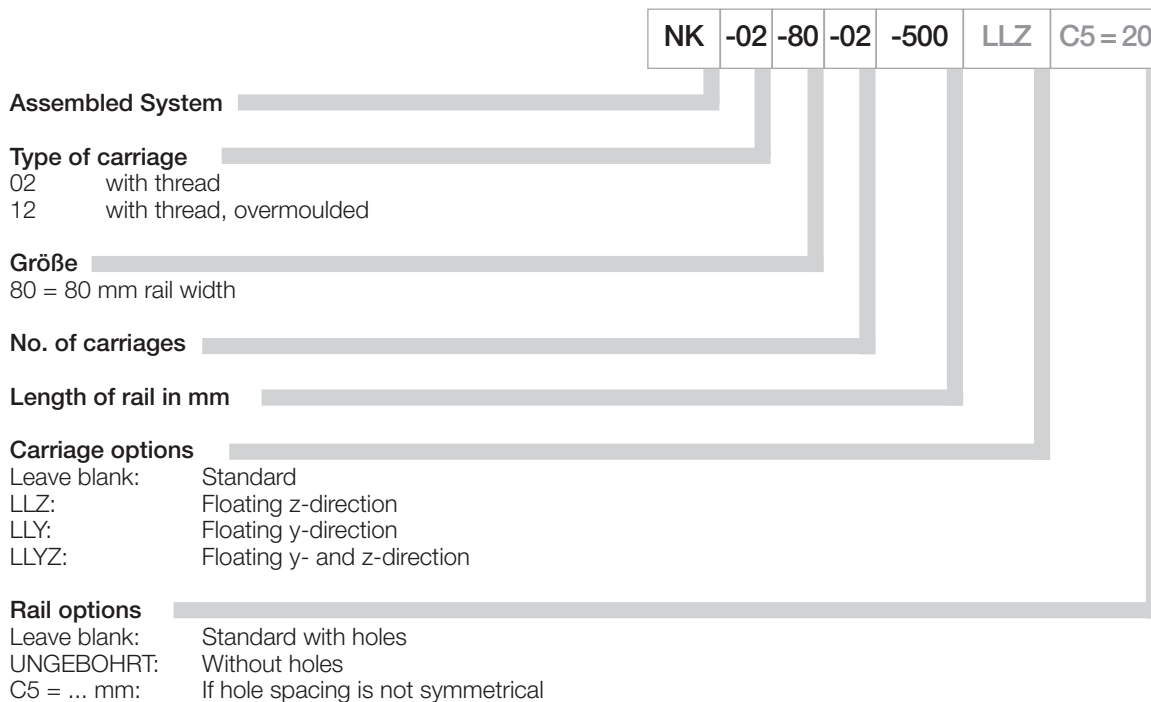 NK -02 -80 -02 -500 LLZ C5 = 20
Assembled System
Type of carriage
02 with thread
12 with thread, overmoulded
Größe
80 = 80 mm rail width
No. of carriages
Length of rail in mm
Carriage options
Leave blank: Standard
LLZ: Floating z-direction
LLY: Floating y-direction
LLYZ: Floating y- and z-direction
Rail options
Leave blank: Standard with holes
UNGEBOHRT: Without holes
C5 = ... mm: If hole spacing is not symmetrical